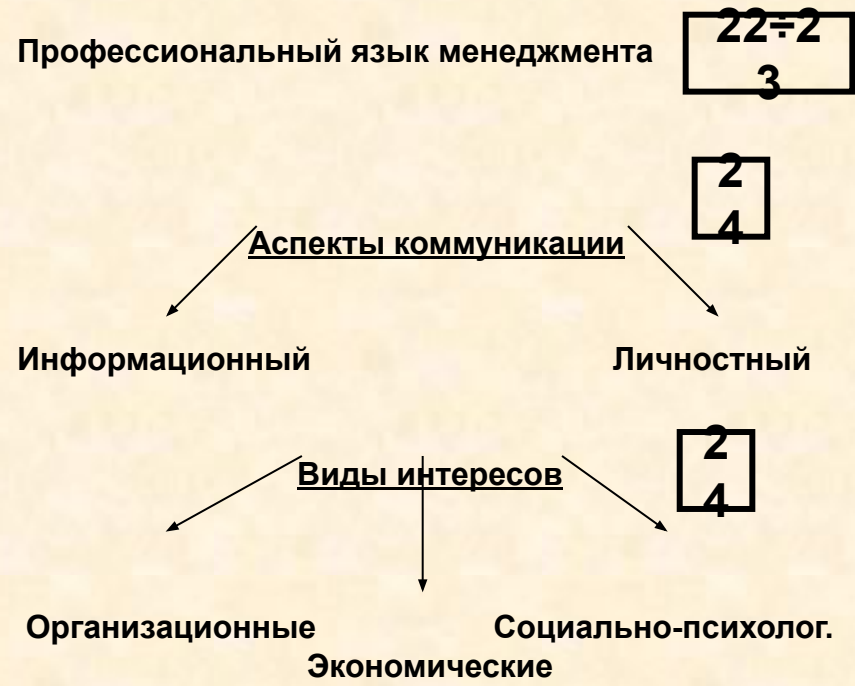 Профессиональный язык менеджмента
22÷2
3
2
4
Аспекты коммуникации
Информационный
Личностный
2
4
Виды интересов
Организационные
Социально-психолог.
Экономические